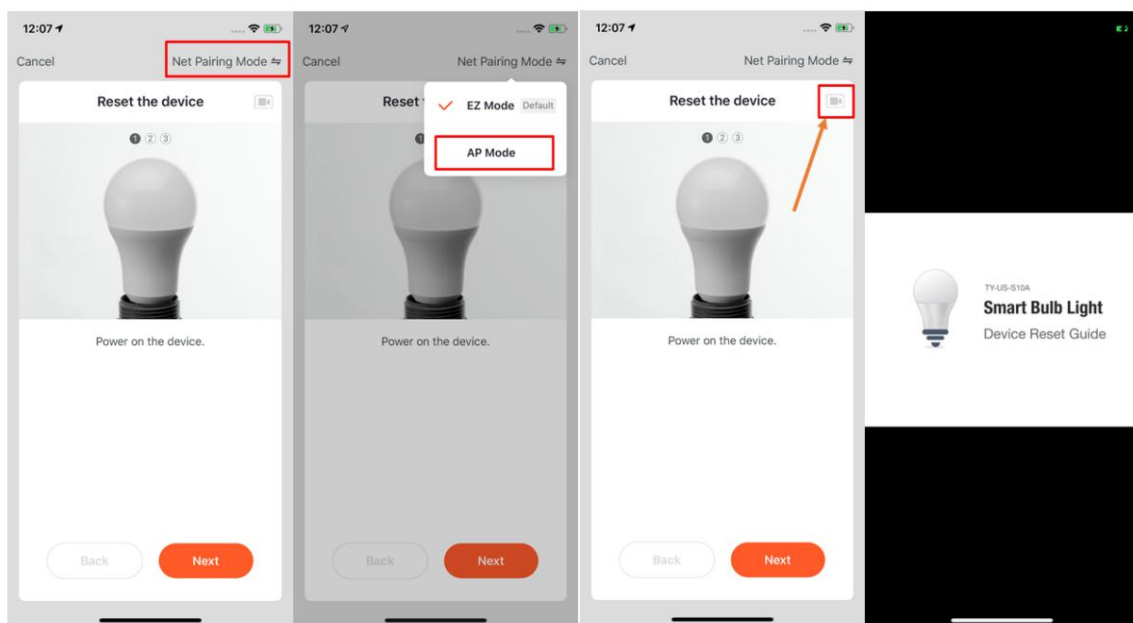 12:07
Cancel
Net Pairing Mode ⇋
Reset the device
1 2 3
Power on the device.
Back
Next
12:07
Cancel
Net Pairing Mode ⇋
Reset
EZ Mode Default
AP Mode
Power on the device.
Back
Next
12:07
Cancel
Net Pairing Mode ⇋
Reset the device
1 2 3
Power on the device.
Back
Next
TY-US-S10A
Smart Bulb Light
Device Reset Guide